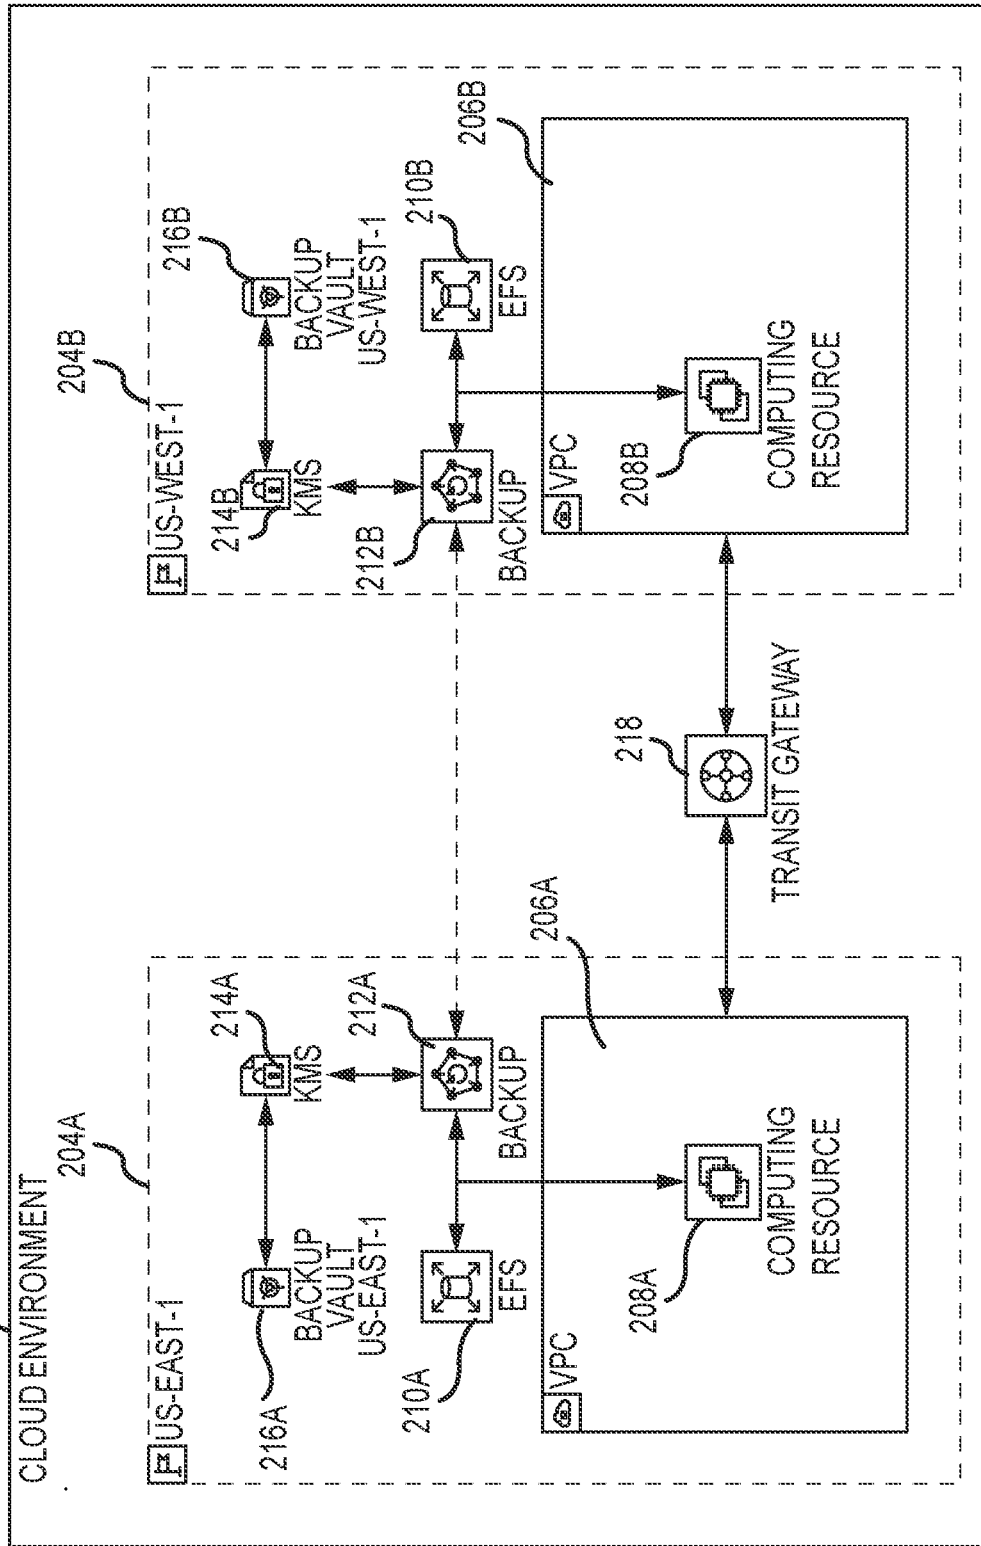 CLOUD ENVIRONMENT
204A
US-EAST-1
216A
BACKUP
VAULT
US-EAST-1
214A
KMS
210A
EFS
212A
BACKUP
206A
VPC
208A
COMPUTING
RESOURCE
218
TRANSIT GATEWAY
204B
US-WEST-1
214B
KMS
216B
BACKUP
VAULT
US-WEST-1
212B
BACKUP
210B
EFS
206B
VPC
208B
COMPUTING
RESOURCE